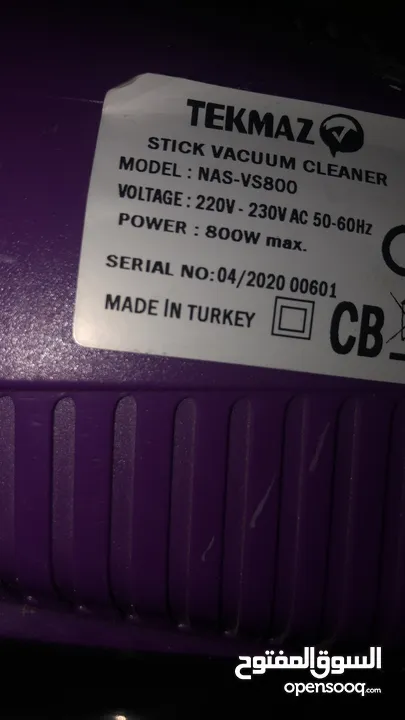 TEKMAZ
STICK VACUUM CLEANER
MODEL : NAS-VS800
VOLTAGE : 220V - 230V AC 50-60Hz
POWER : 800W max.
SERIAL NO: 04/2020 00601
MADE İN TURKEY
CB
السوق المفتوح
opensooq.com